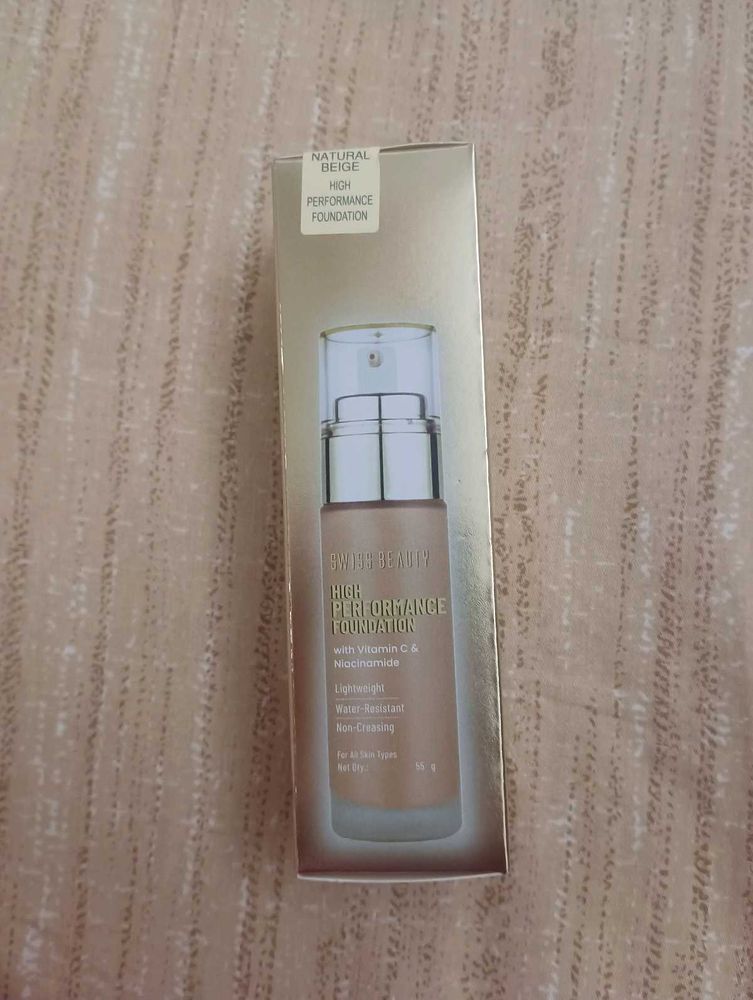 NATURAL
BEIGE
HIGH
PERFORMANCE
FOUNDATION
SWISS BEAUTY
HIGH
PERFORMANCE
FOUNDATION
with Vitamin C &
Niacinamide
Lightweight
Water-Resistant
Non-Creasing
For All Skin Types
Net Qty.: 55 g